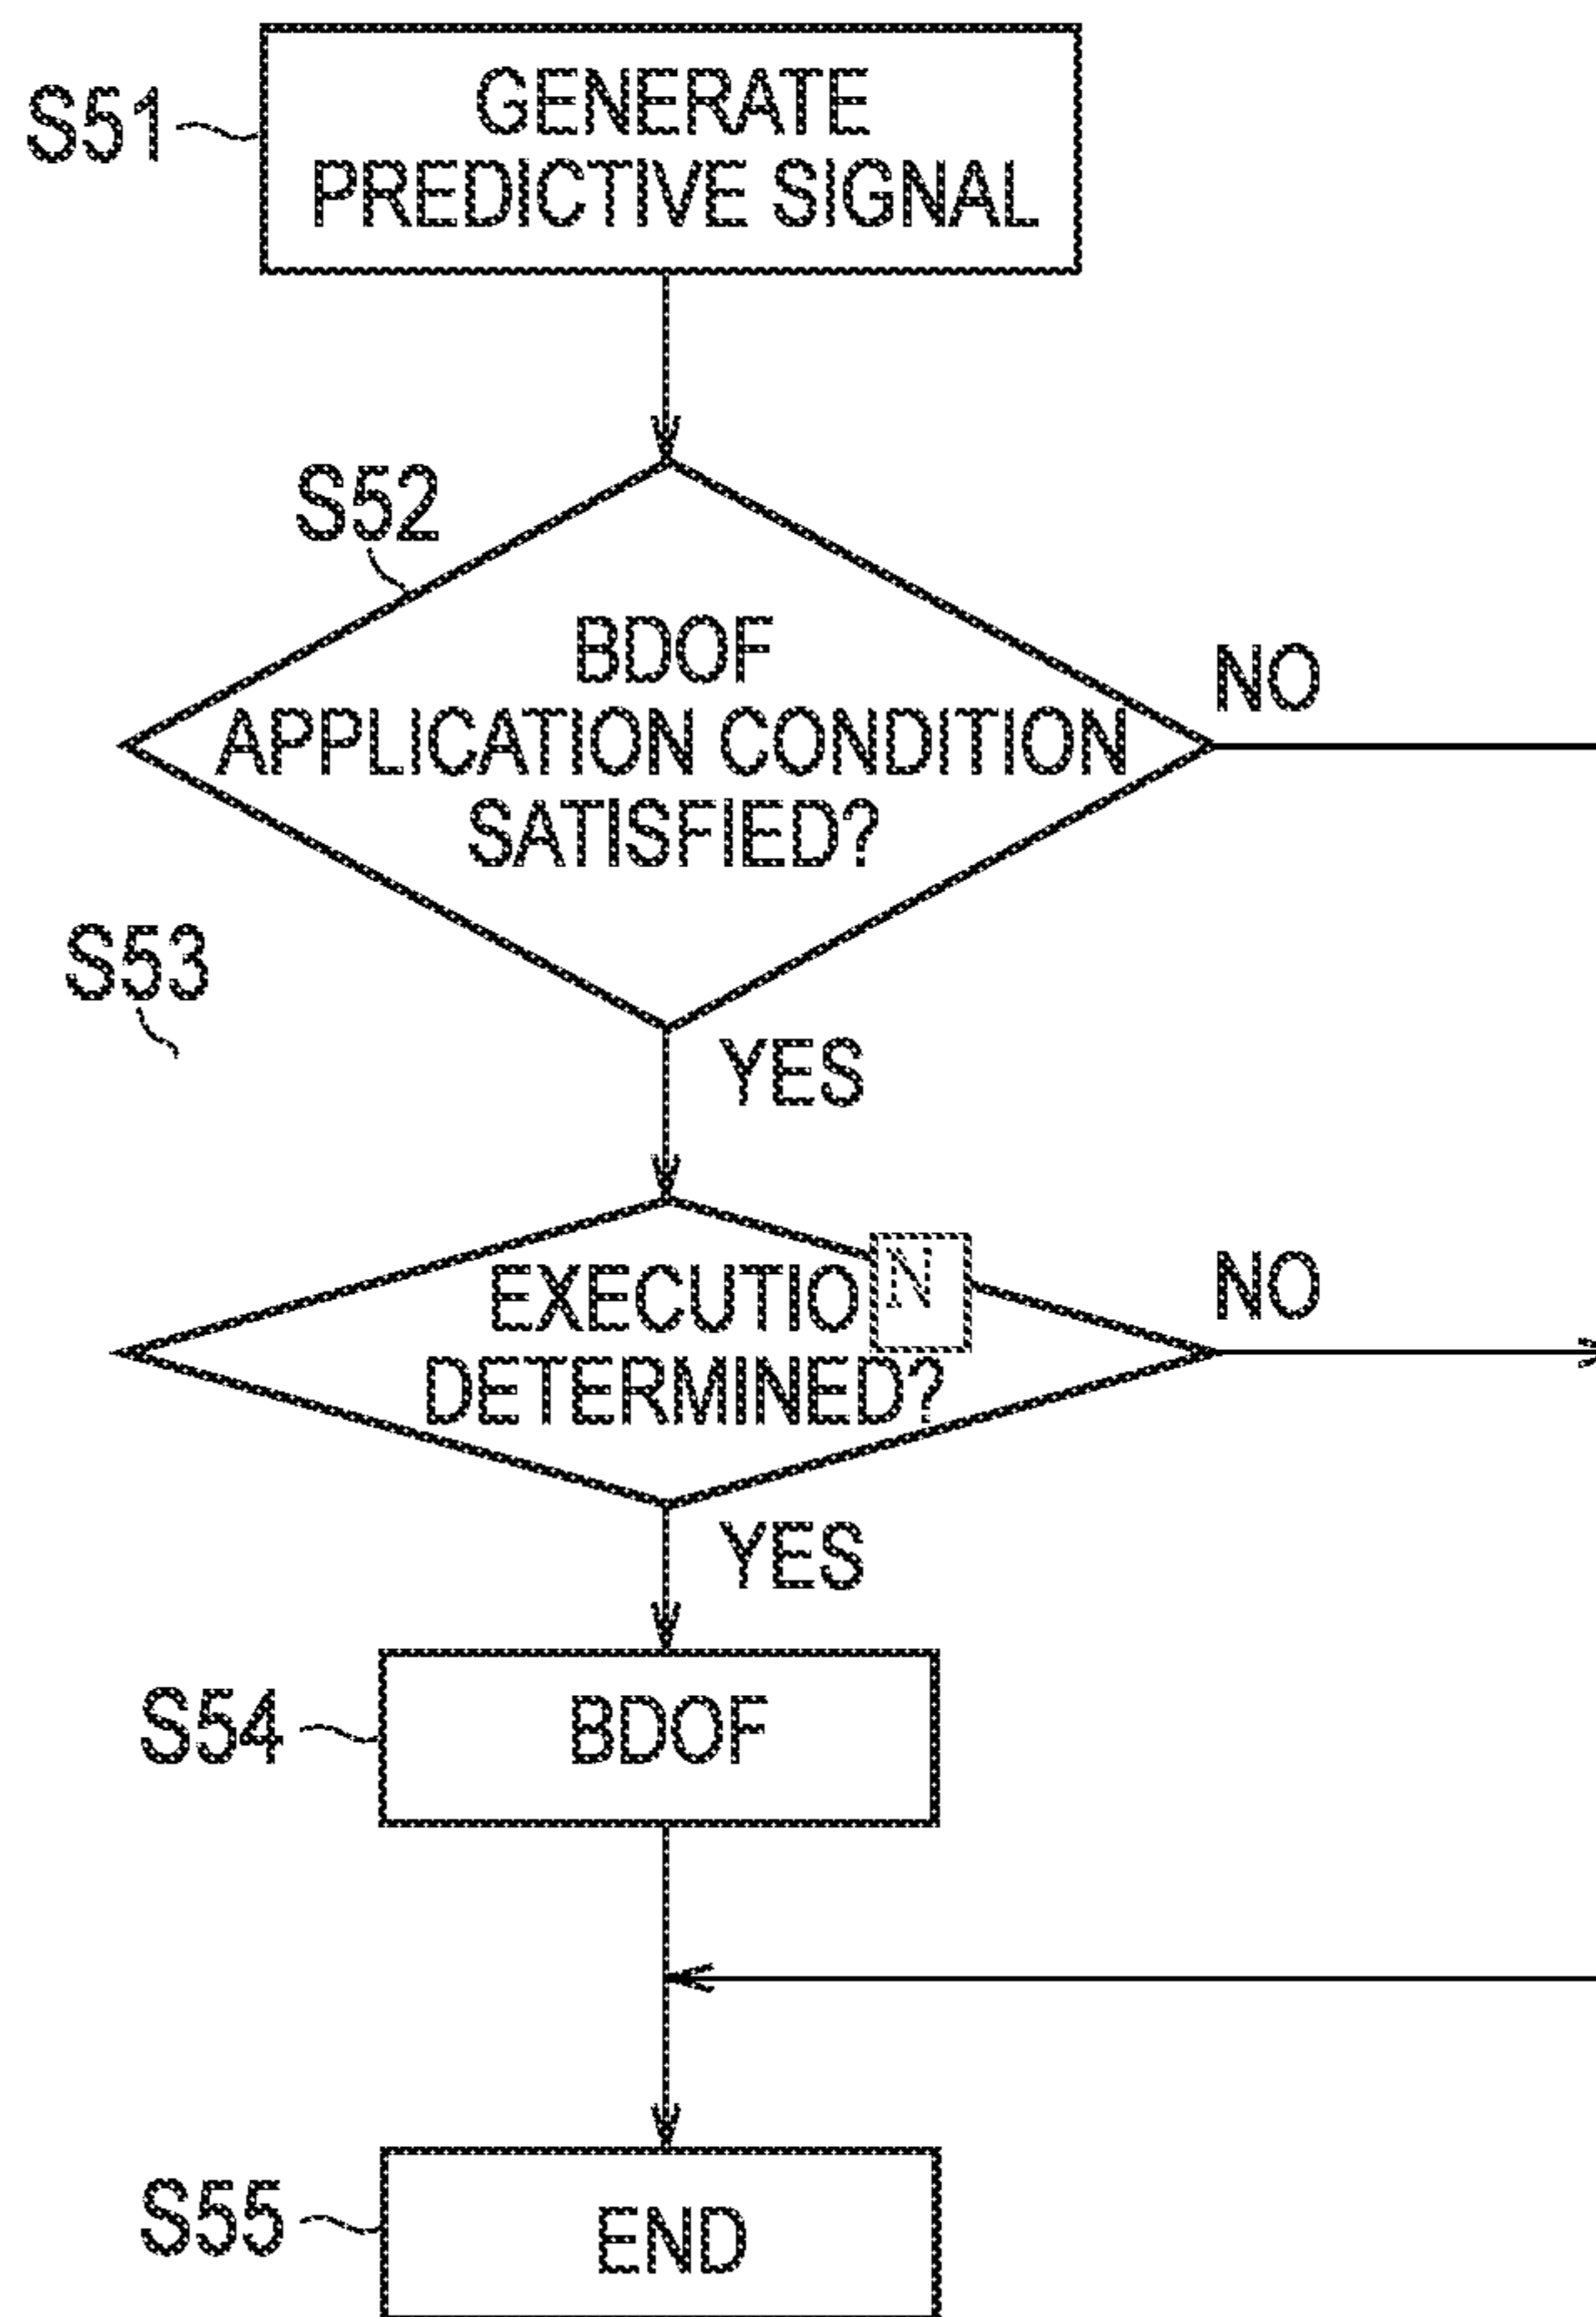 S51
GENERATE
PREDICTIVE SIGNAL
S52
BDOF
APPLICATION CONDITION
SATISFIED?
NO
S53
YES
EXECUTION
DETERMINED?
NO
YES
S54
BDOF
S55
END